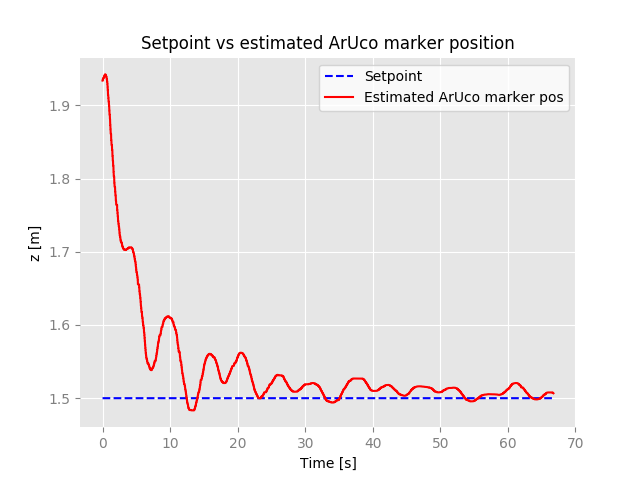 Setpoint vs estimated ArUco marker position
Setpoint
Estimated ArUco marker pos
1.9
1.8
1.7
1.6
1.5
z [m]
0 10 20 30 40 50 60 70
Time [s]